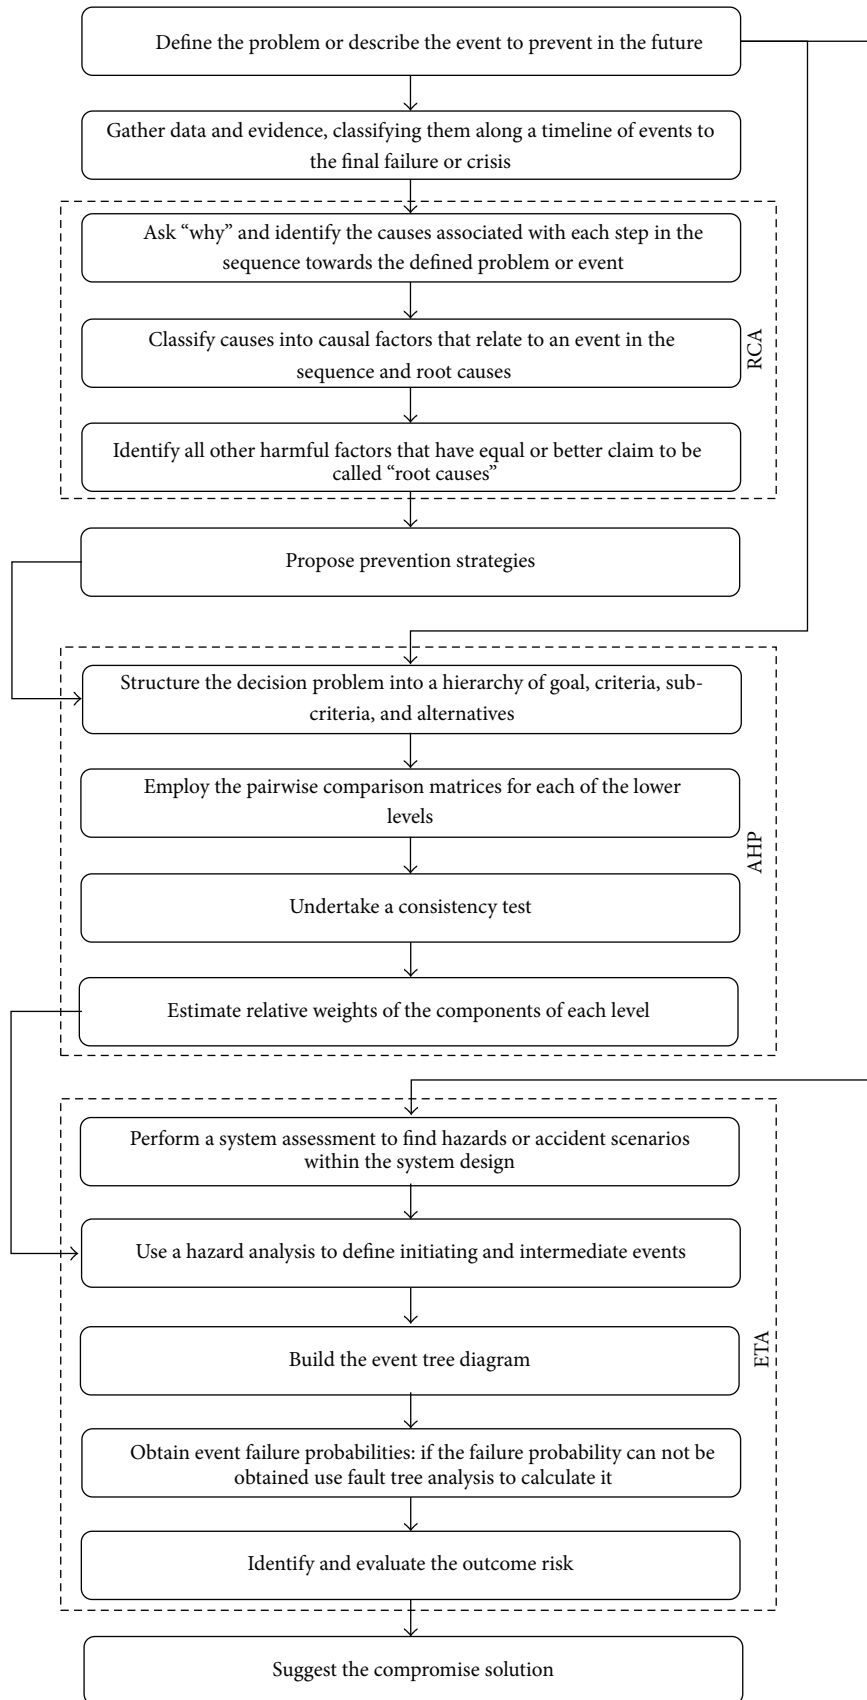 Define the problem or describe the event to prevent in the future
Gather data and evidence, classifying them along a timeline of events to
the final failure or crisis
Ask “why” and identify the causes associated with each step in the
sequence towards the defined problem or event
Classify causes into causal factors that relate to an event in the
sequence and root causes
Identify all other harmful factors that have equal or better claim to be
called “root causes”
RCA
Propose prevention strategies
Structure the decision problem into a hierarchy of goal, criteria, sub-
criteria, and alternatives
Employ the pairwise comparison matrices for each of the lower
levels
Undertake a consistency test
Estimate relative weights of the components of each level
AHP
Perform a system assessment to find hazards or accident scenarios
within the system design
Use a hazard analysis to define initiating and intermediate events
Build the event tree diagram
Obtain event failure probabilities: if the failure probability can not be
obtained use fault tree analysis to calculate it
Identify and evaluate the outcome risk
ETA
Suggest the compromise solution